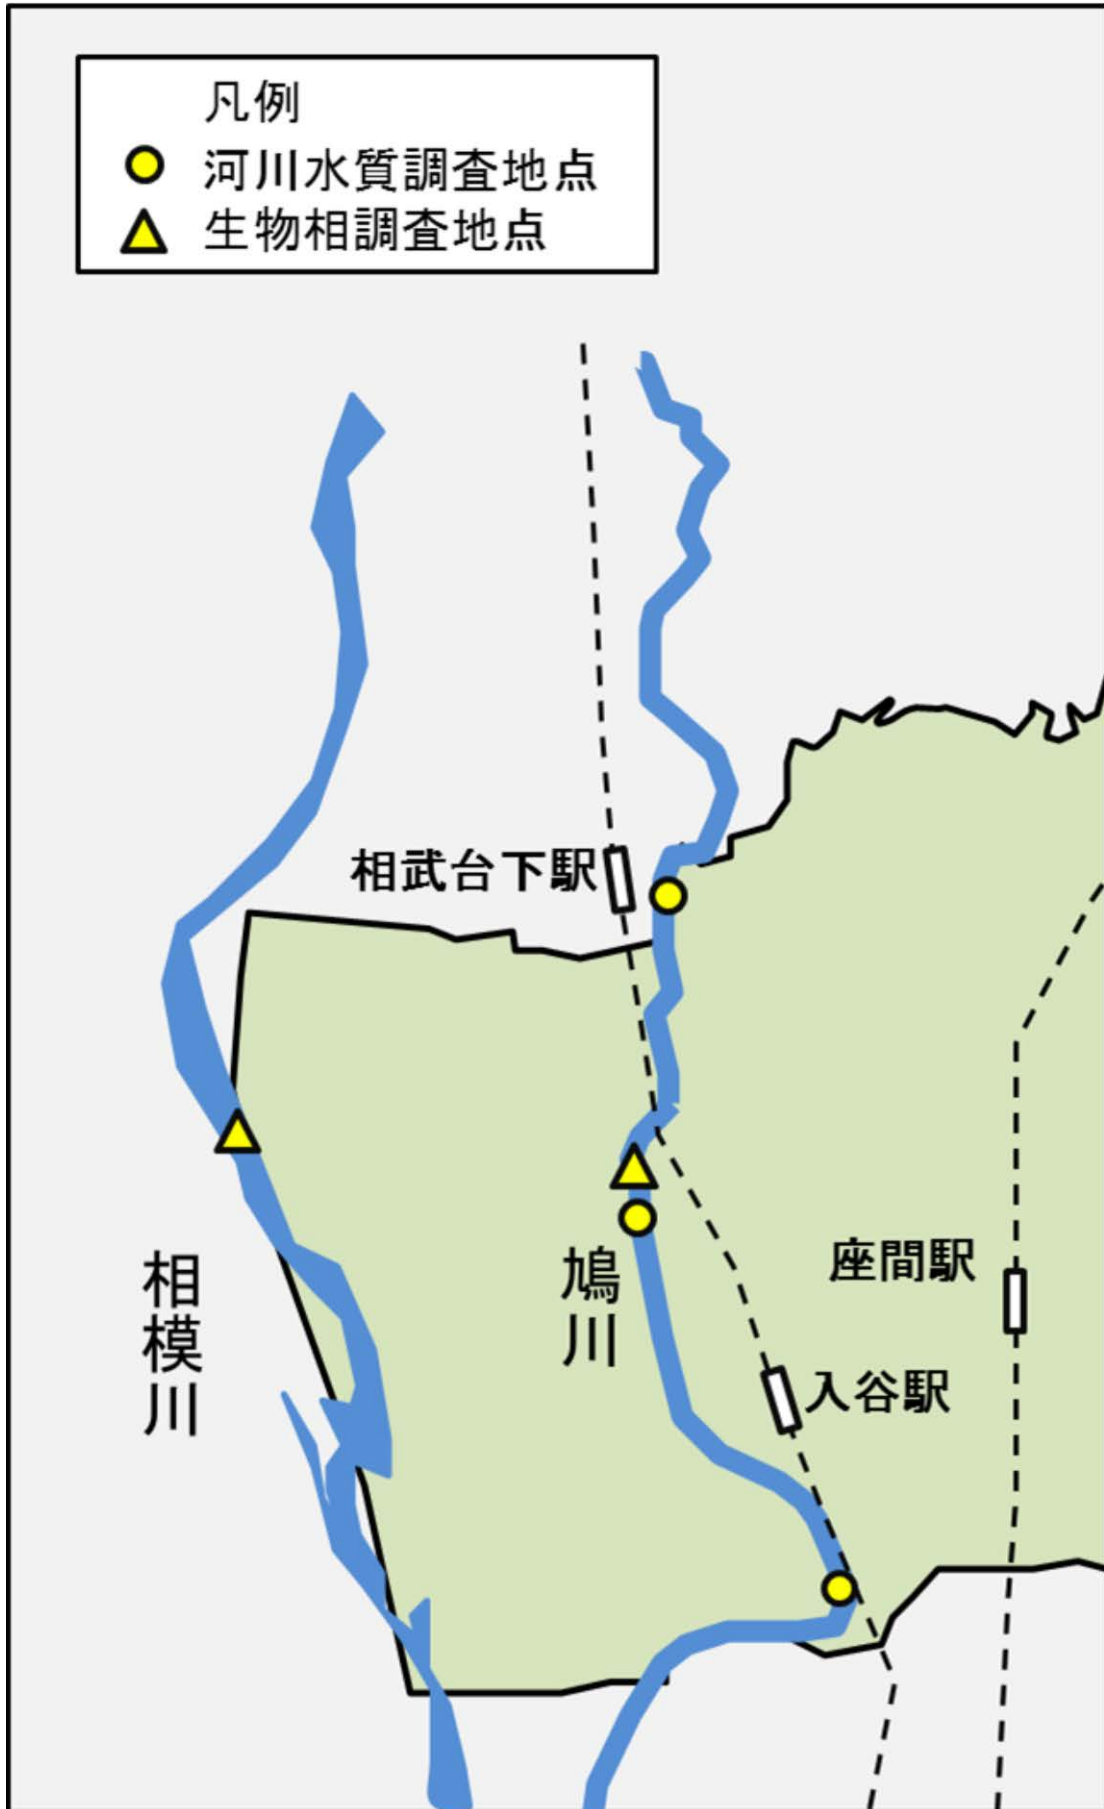 凡例
河川水質調査地点
生物相調査地点
相武台下駅
座間駅
相模川
鳩川
入谷駅